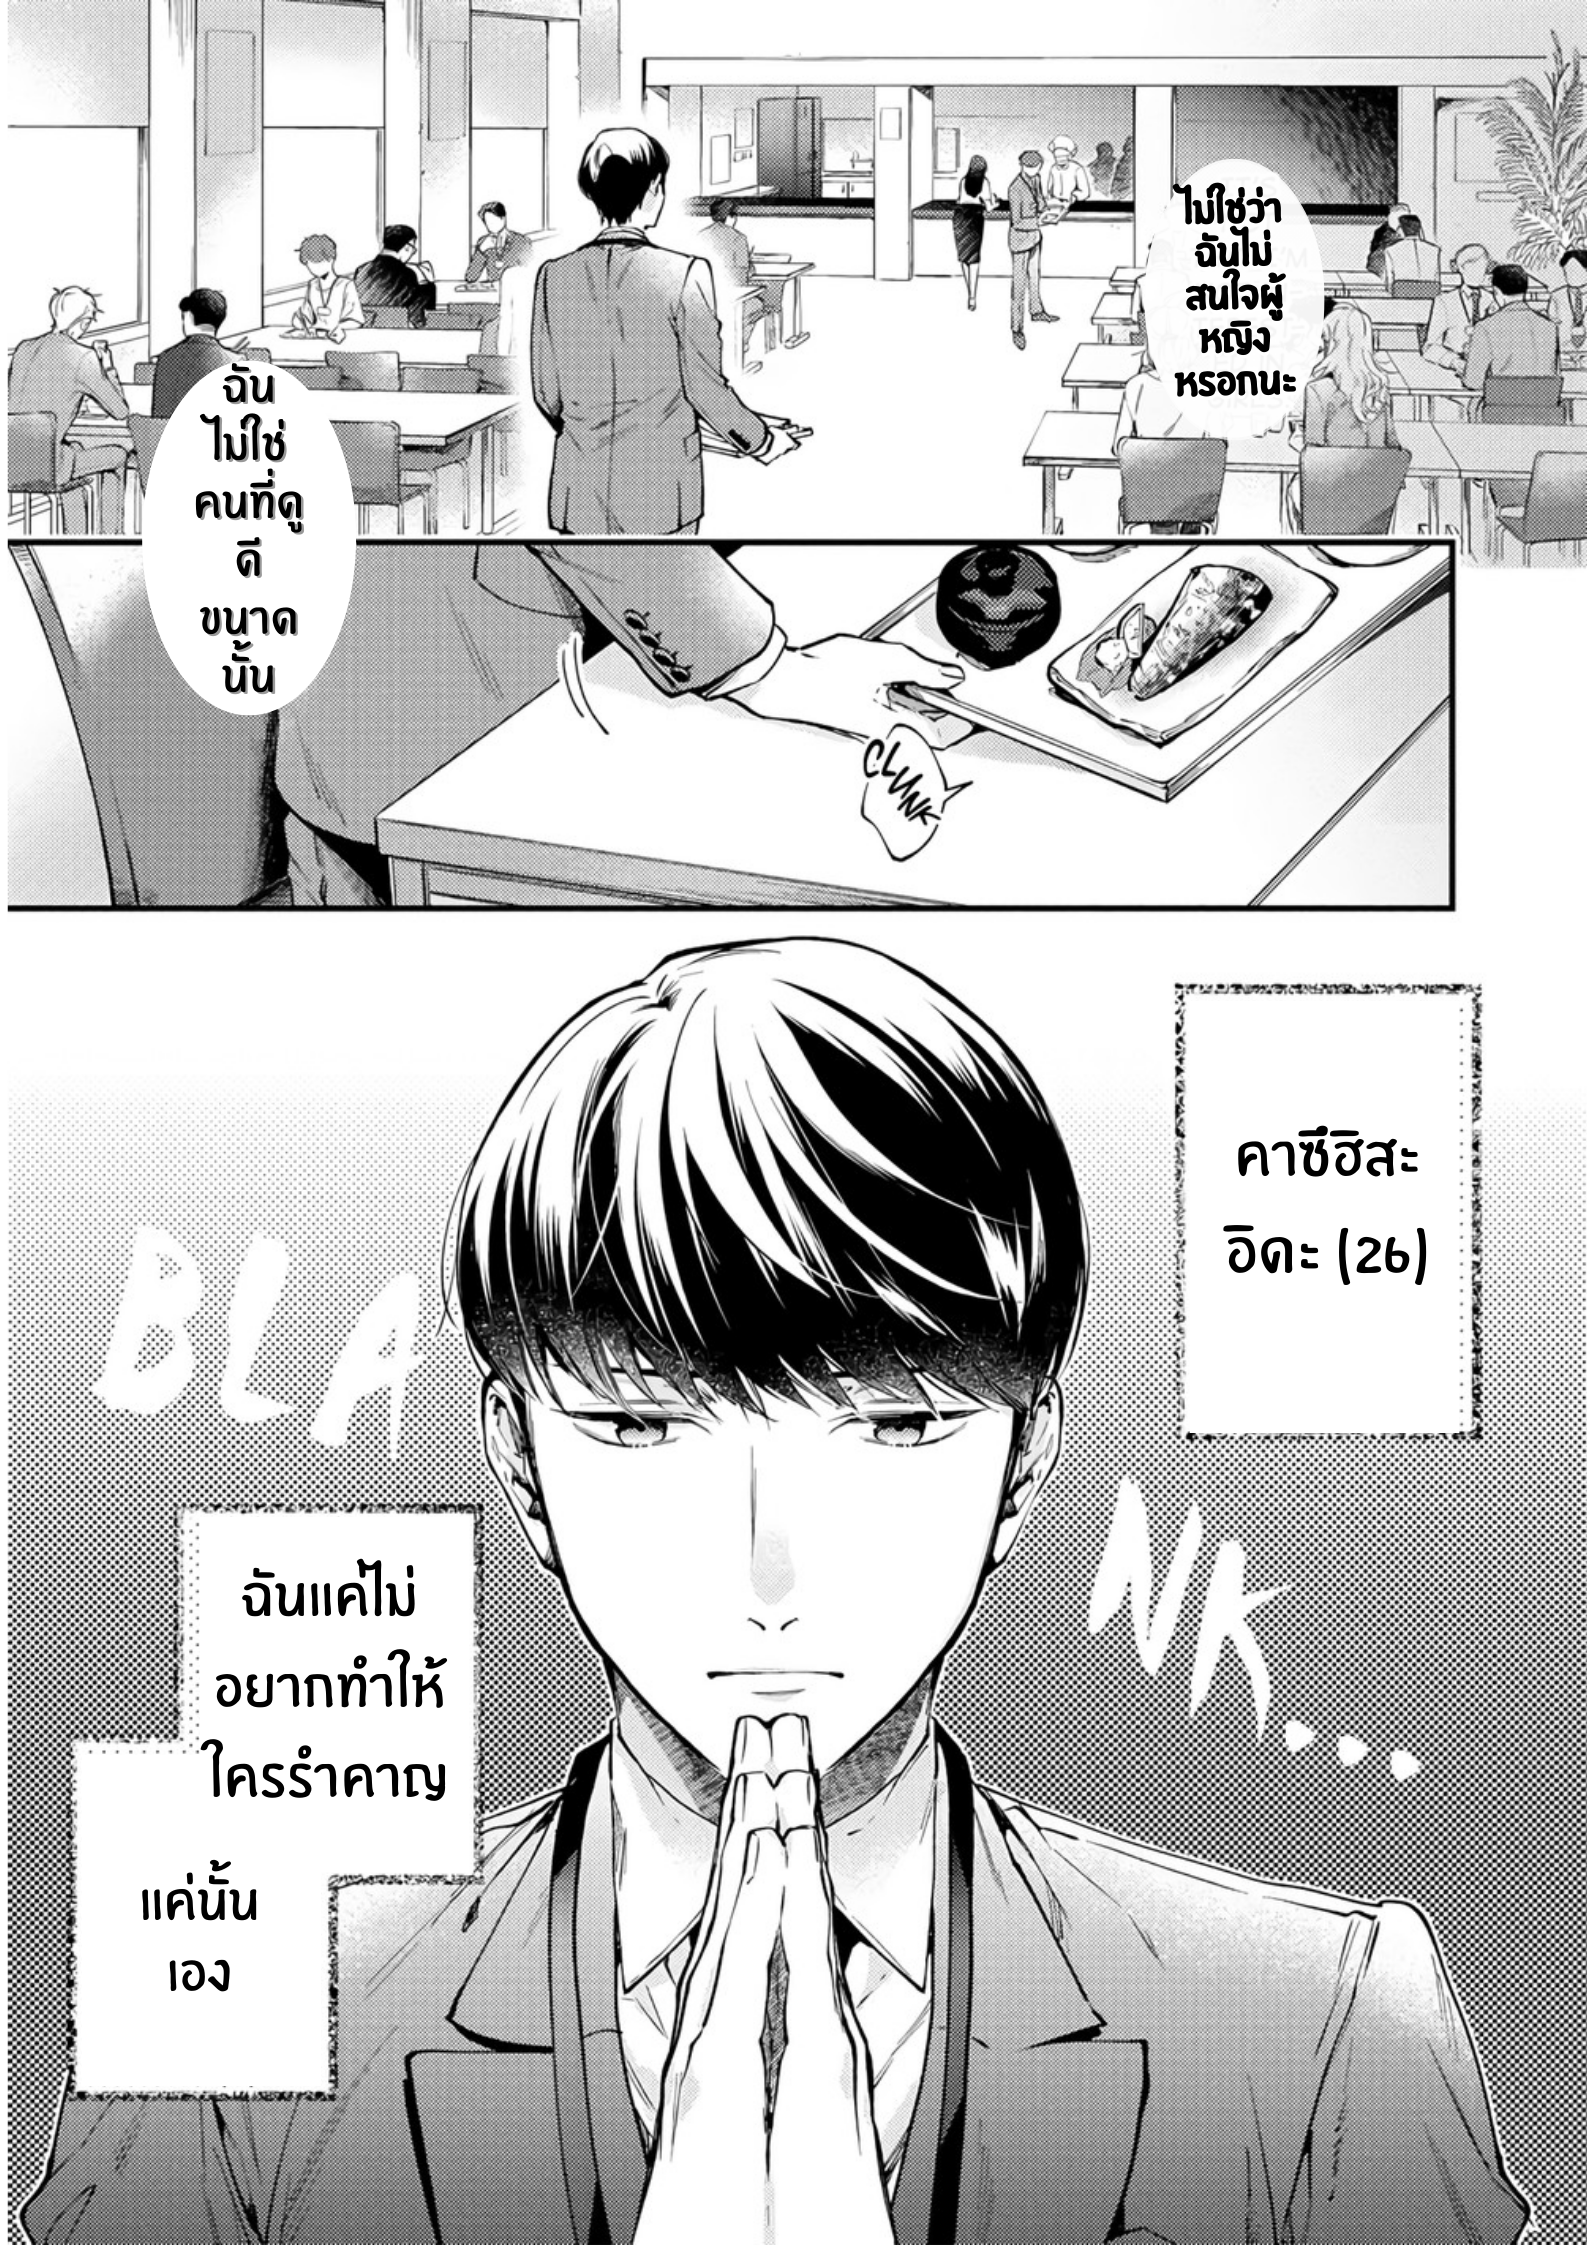 ไม่ใช่ว่า
ฉันไม่
สนใจผู้
หญิง
หรอกนะ
ฉัน
ไม่ใช่
คนที่ดู
ดี
ขนาด
นั้น
CLUNK
คาซึฮิสะ
อิดะ (26)
BLA
NK...
ฉันแค่ไม่
อยากทำให้
ใครรำคาญ
แค่นั้น
เอง